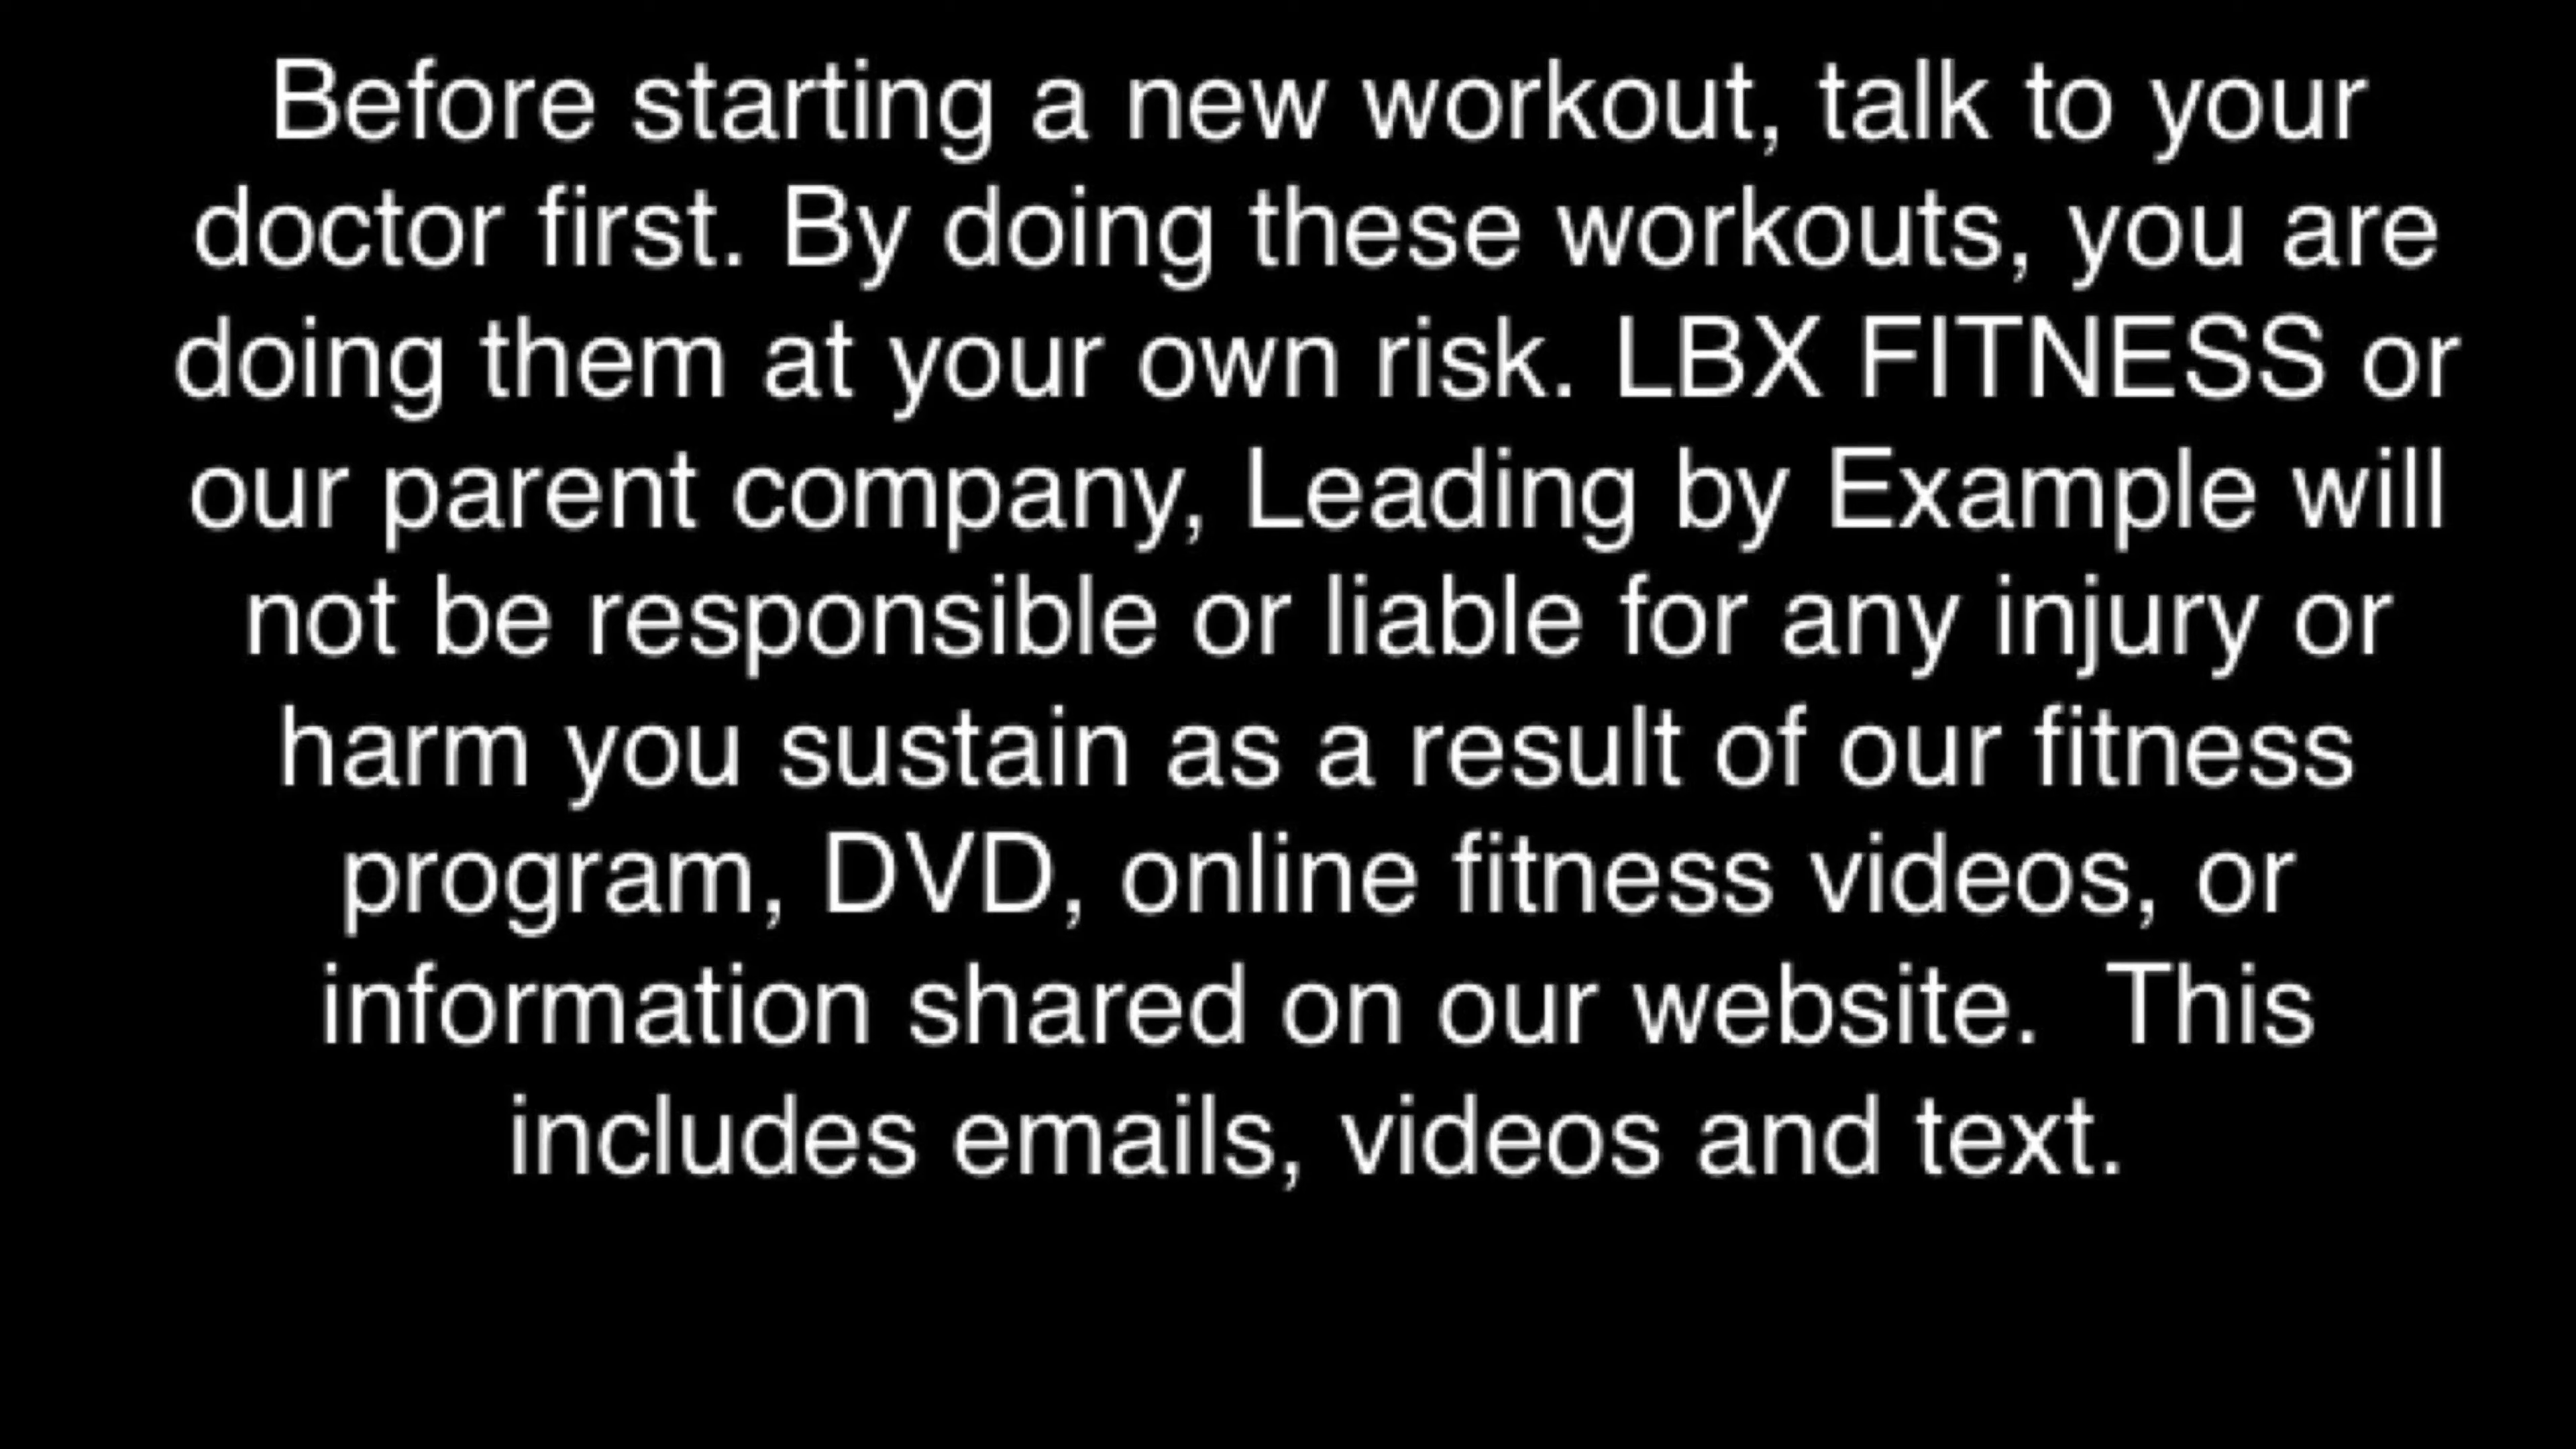 Before starting a new workout, talk to your
doctor first. By doing these workouts, you are
doing them at your own risk. LBX FITNESS or
our parent company, Leading by Example will
not be responsible or liable for any injury or
harm you sustain as a result of our fitness
program, DVD, online fitness videos, or
information shared on our website.  This
includes emails, videos and text.